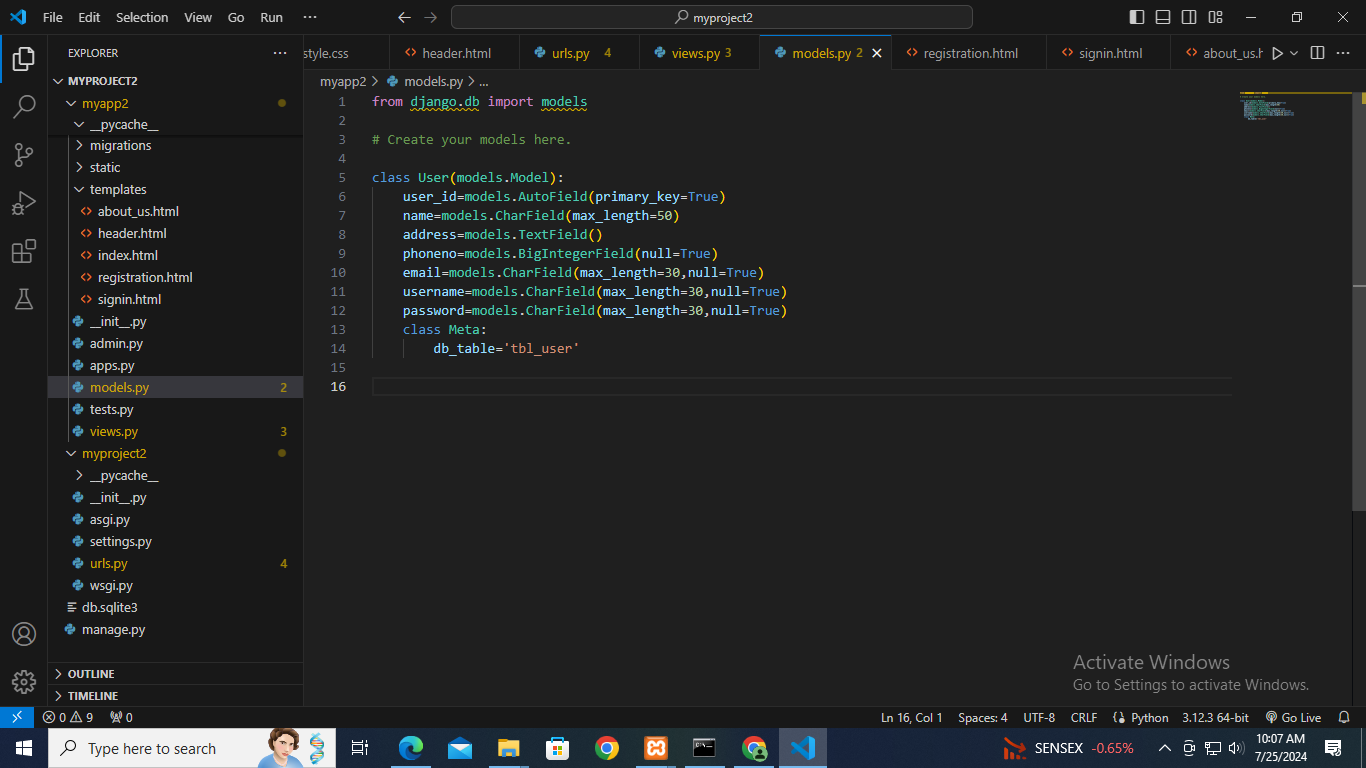 File Edit Selection View Go Run ··· myproject2
EXPLORER ···
MYPROJECT2
myapp2
__pycache__
migrations
static
templates
about_us.html
header.html
index.html
registration.html
signin.html
__init__.py
admin.py
apps.py
models.py 2
tests.py
views.py 3
myproject2
__pycache__
__init__.py
asgi.py
settings.py
urls.py 4
wsgi.py
db.sqlite3
manage.py
OUTLINE
TIMELINE
style.css header.html urls.py 4 views.py 3 models.py 2 registration.html signin.html about_us.h ···
myapp2 > models.py > ...
1 from django.db import models
2
3 # Create your models here.
4
5 class User(models.Model):
6 user_id=models.AutoField(primary_key=True)
7 name=models.CharField(max_length=50)
8 address=models.TextField()
9 phoneno=models.BigIntegerField(null=True)
10 email=models.CharField(max_length=30,null=True)
11 username=models.CharField(max_length=30,null=True)
12 password=models.CharField(max_length=30,null=True)
13 class Meta:
14 db_table='tbl_user'
15
16
Activate Windows
Go to Settings to activate Windows.
0 9 0 Ln 16, Col 1 Spaces: 4 UTF-8 CRLF Python 3.12.3 64-bit Go Live
Type here to search SENSEX -0.65% 10:07 AM
7/25/2024